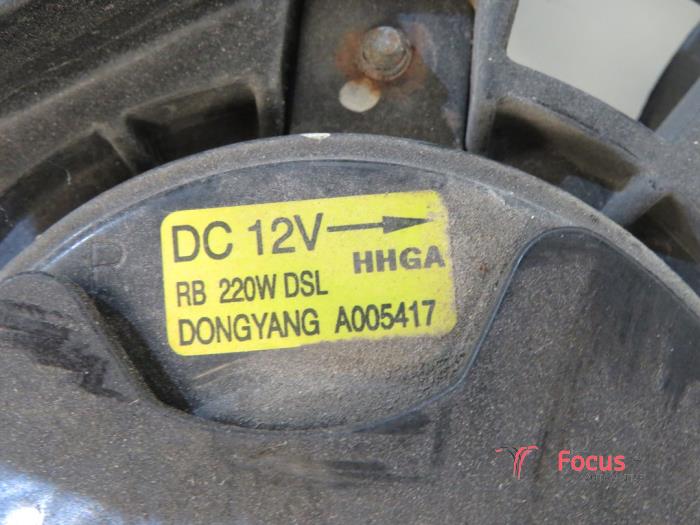 DC 12V
HHGA
RB 220W DSL
DONGYANG A005417
Focus